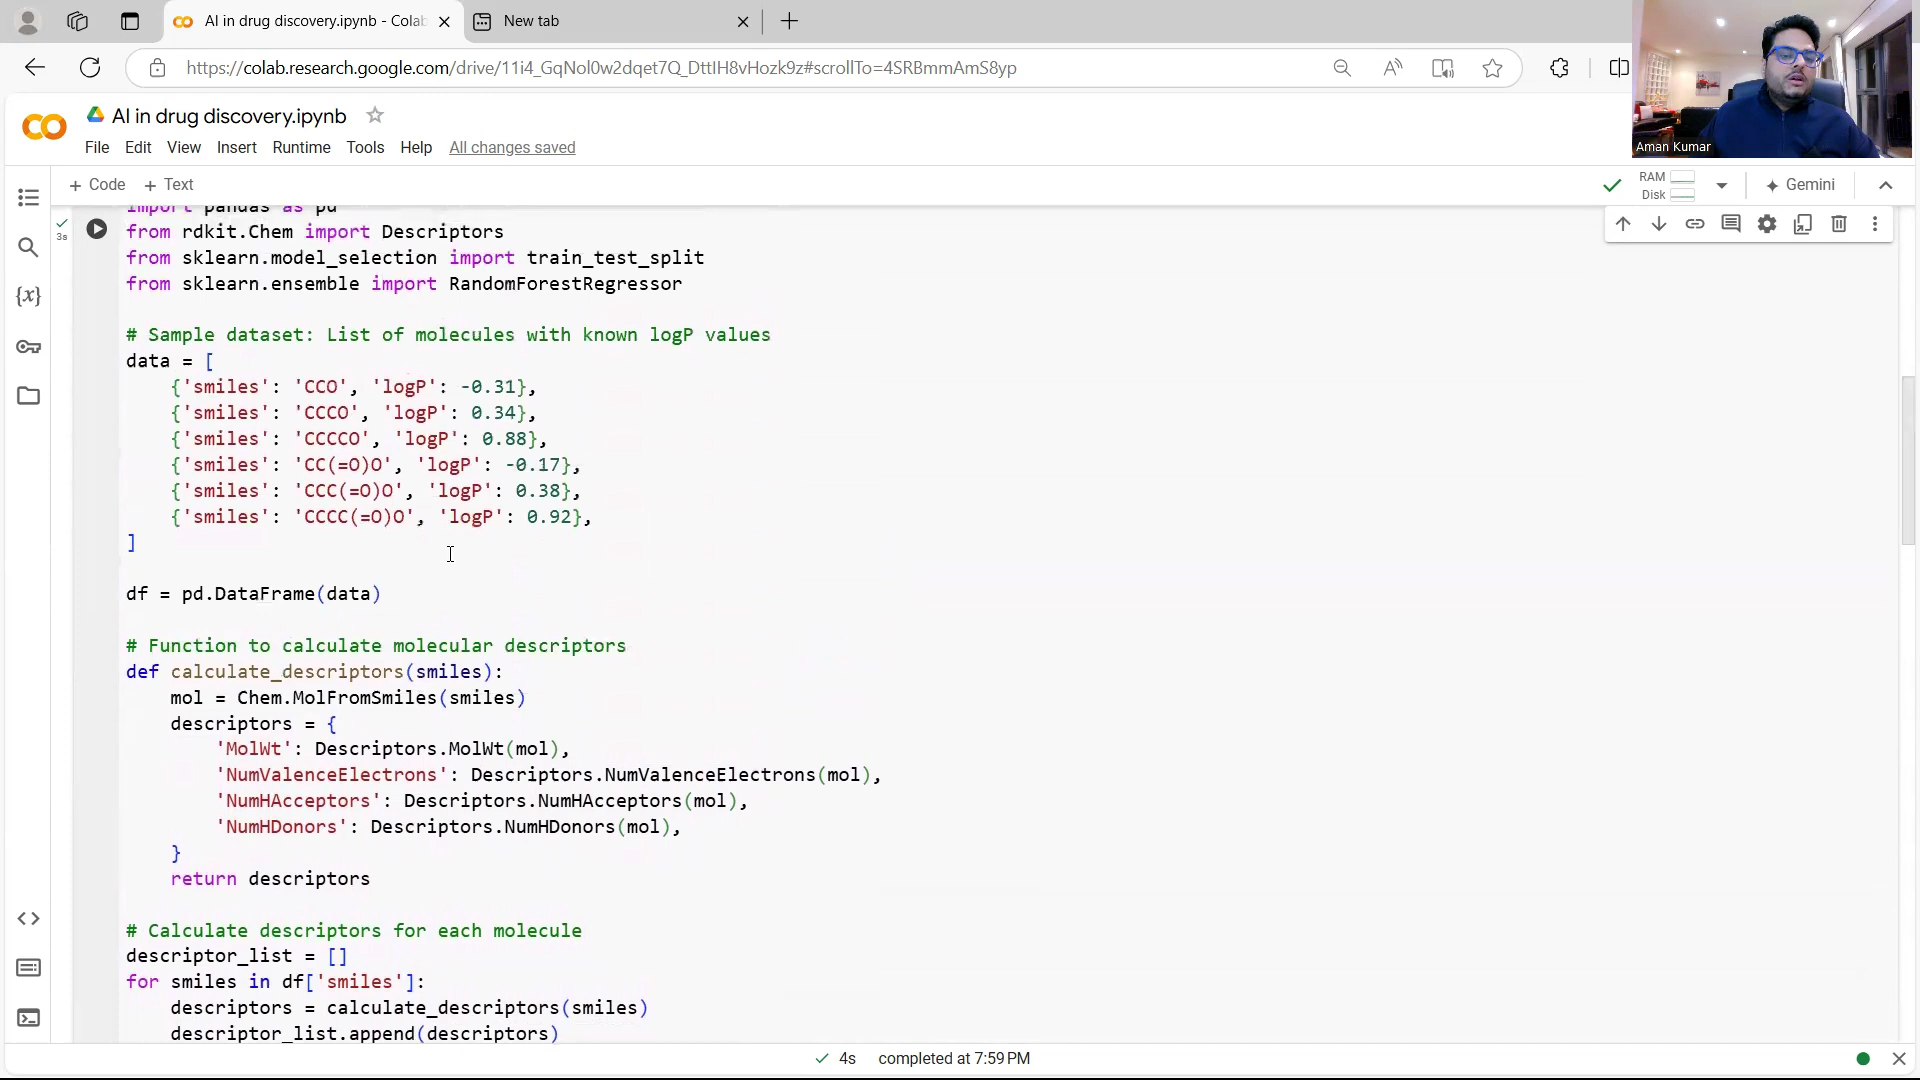 AI in drug discovery.ipynb - Colab
New tab
https://colab.research.google.com/drive/11i4_GqNol0w2dqet7Q_DttIH8vHozk9z#scrollTo=4SRBmmAmS8yp
Aman Kumar
AI in drug discovery.ipynb
File Edit View Insert Runtime Tools Help All changes saved
+ Code + Text
RAM
Disk
Gemini
3s
import pandas as pd
from rdkit.Chem import Descriptors
from sklearn.model_selection import train_test_split
from sklearn.ensemble import RandomForestRegressor
# Sample dataset: List of molecules with known logP values
data = [
    {'smiles': 'CCO', 'logP': -0.31},
    {'smiles': 'CCCO', 'logP': 0.34},
    {'smiles': 'CCCCO', 'logP': 0.88},
    {'smiles': 'CC(=O)O', 'logP': -0.17},
    {'smiles': 'CCC(=O)O', 'logP': 0.38},
    {'smiles': 'CCCC(=O)O', 'logP': 0.92},
]
df = pd.DataFrame(data)
# Function to calculate molecular descriptors
def calculate_descriptors(smiles):
    mol = Chem.MolFromSmiles(smiles)
    descriptors = {
        'MolWt': Descriptors.MolWt(mol),
        'NumValenceElectrons': Descriptors.NumValenceElectrons(mol),
        'NumHAcceptors': Descriptors.NumHAcceptors(mol),
        'NumHDonors': Descriptors.NumHDonors(mol),
    }
    return descriptors
# Calculate descriptors for each molecule
descriptor_list = []
for smiles in df['smiles']:
    descriptors = calculate_descriptors(smiles)
    descriptor_list.append(descriptors)
4s completed at 7:59 PM